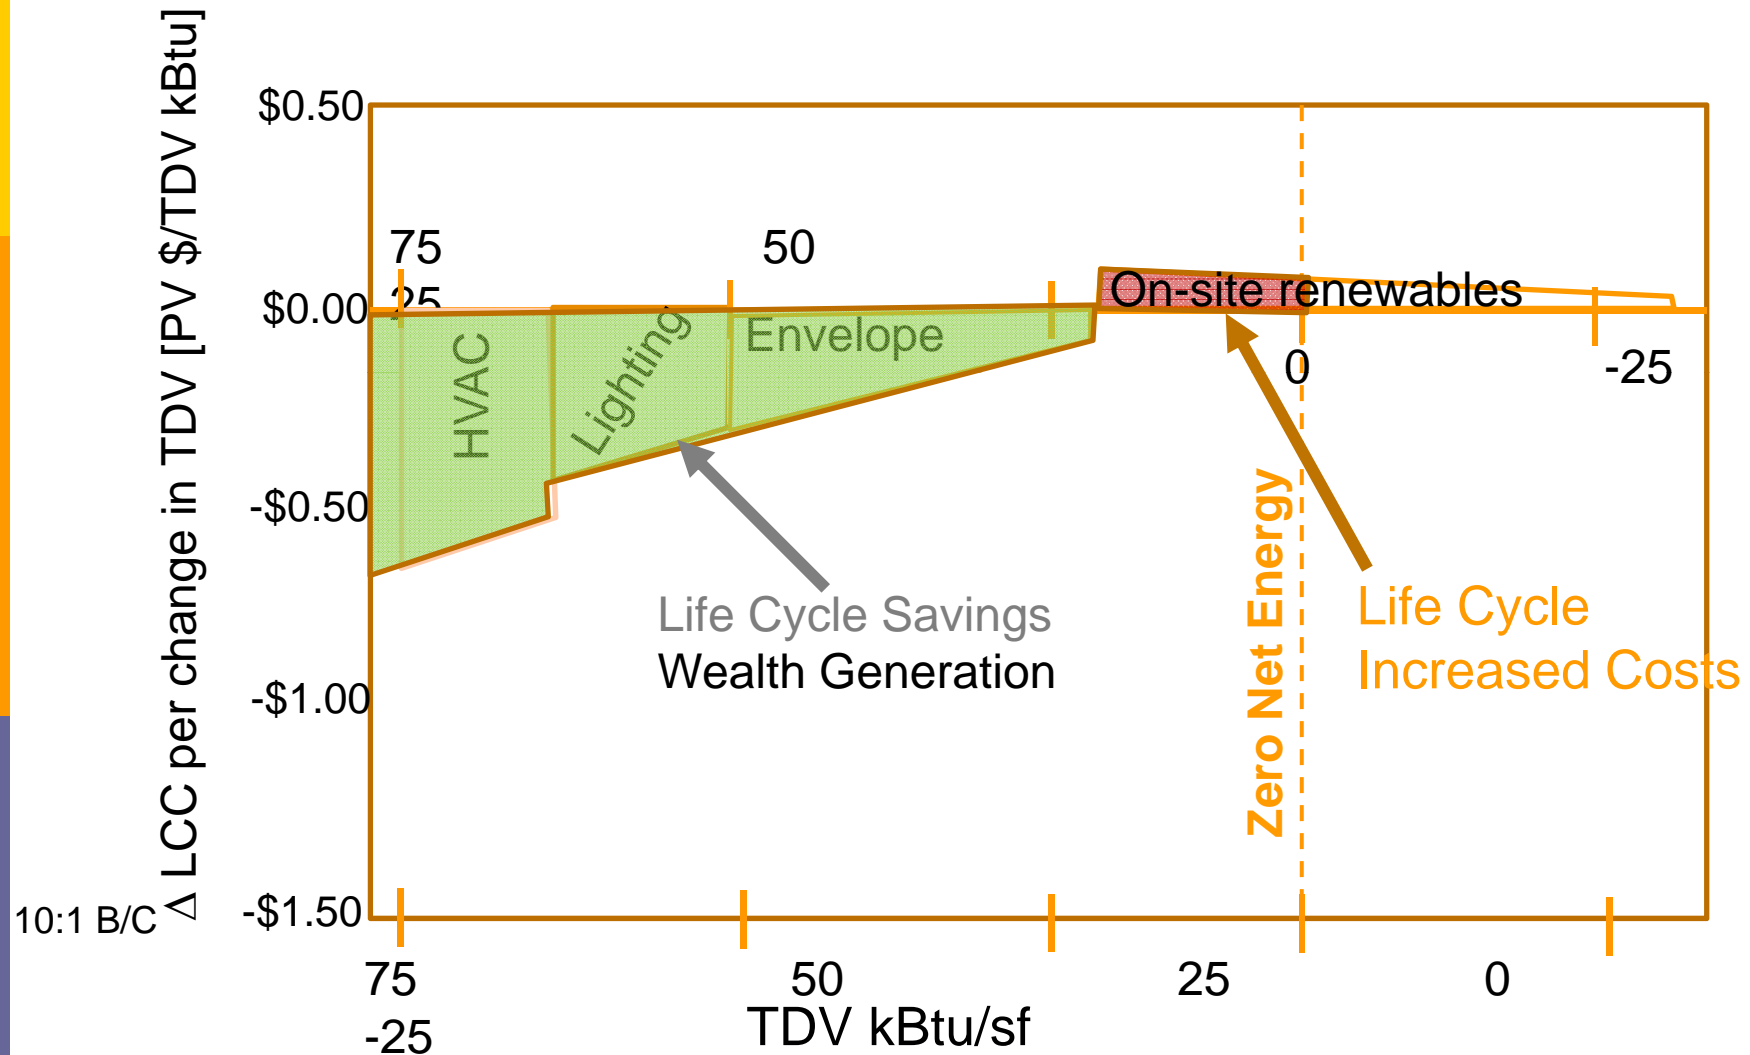 Δ LCC per change in TDV [PV $/TDV kBtu]
$0.50
75
50
25
$0.00
On-site renewables
HVAC
Lighting
Envelope
0
-25
-$0.50
Zero Net Energy
Life Cycle Savings
Wealth Generation
Life Cycle
Increased Costs
-$1.00
10:1 B/C
-$1.50
75
50
25
0
-25
TDV kBtu/sf